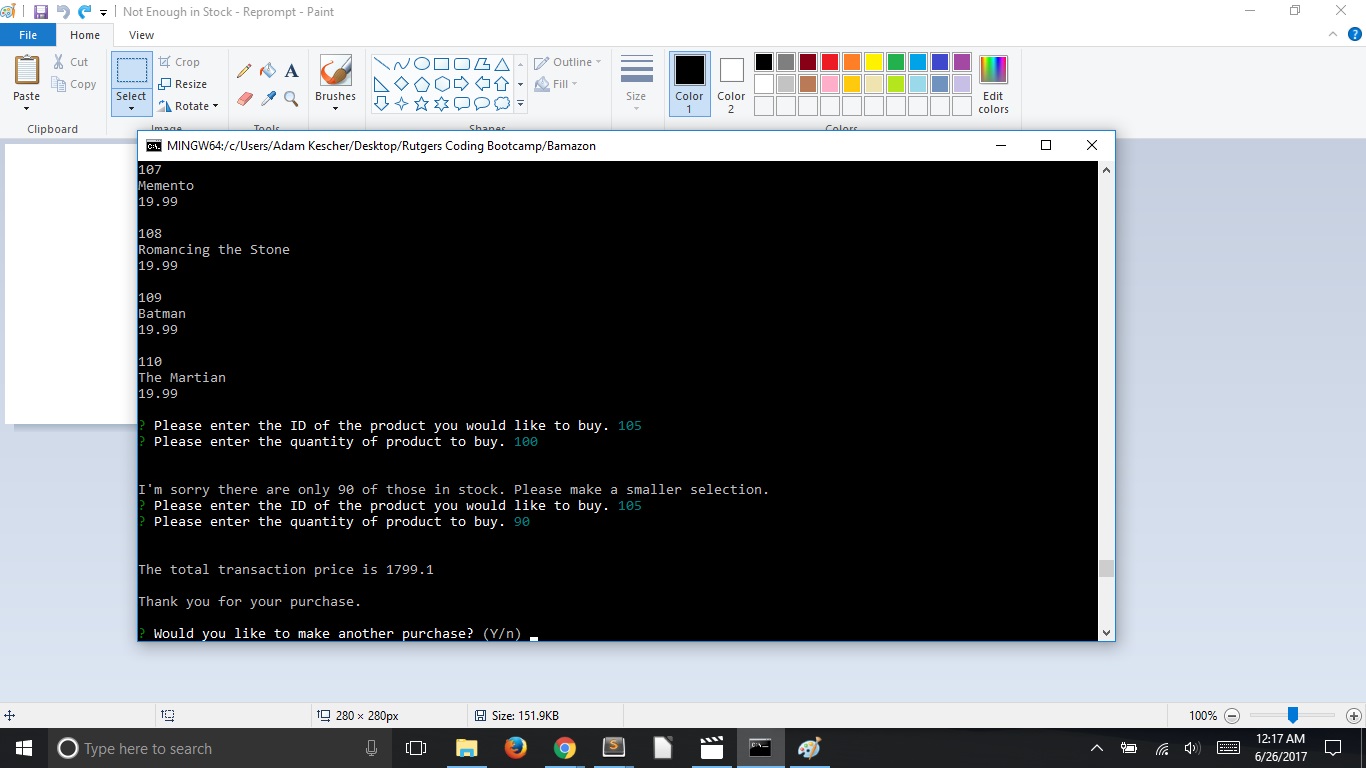 Not Enough in Stock - Reprompt - Paint
File Home View
Paste
Cut
Copy
Clipboard
Select
Crop
Resize
Rotate
Image
Tools
Brushes
Shapes
Outline
Fill
Size
Color 1
Color 2
Edit colors
Colors
MINGW64:/c/Users/Adam Kescher/Desktop/Rutgers Coding Bootcamp/Bamazon
107
Memento
19.99
108
Romancing the Stone
19.99
109
Batman
19.99
110
The Martian
19.99
? Please enter the ID of the product you would like to buy. 105
? Please enter the quantity of product to buy. 100
I'm sorry there are only 90 of those in stock. Please make a smaller selection.
? Please enter the ID of the product you would like to buy. 105
? Please enter the quantity of product to buy. 90
The total transaction price is 1799.1
Thank you for your purchase.
? Would you like to make another purchase? (Y/n)
280 × 280px
Size: 151.9KB
100%
Type here to search
12:17 AM
6/26/2017